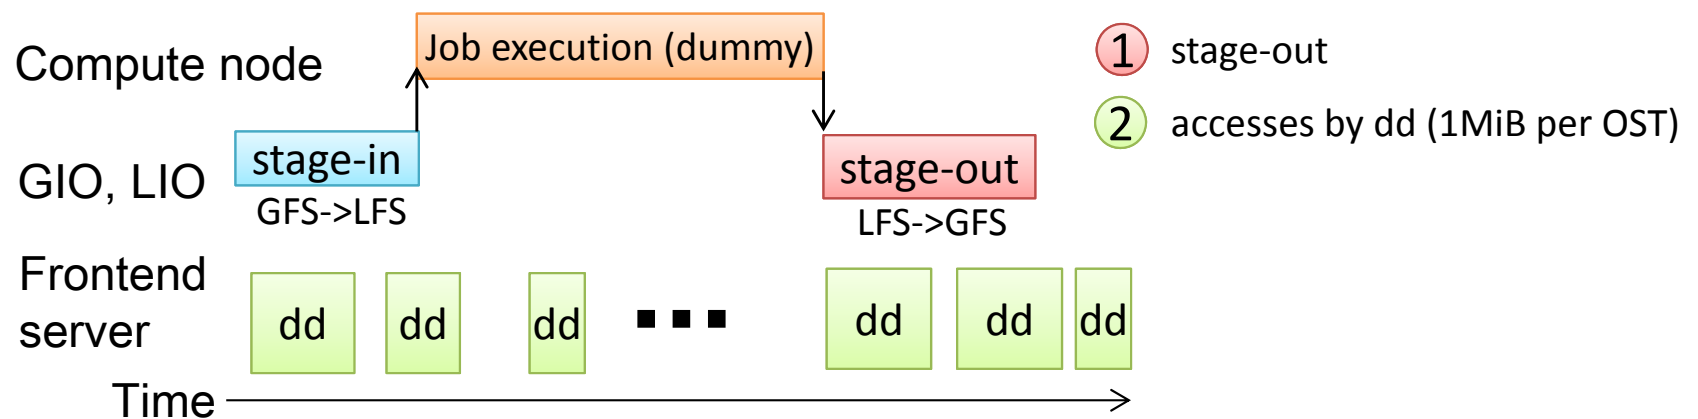 Compute node
Job execution (dummy)
1 stage-out
2 accesses by dd (1MiB per OST)
GIO, LIO
stage-in
GFS->LFS
stage-out
LFS->GFS
Frontend
server
dd dd dd ... dd dd dd
Time